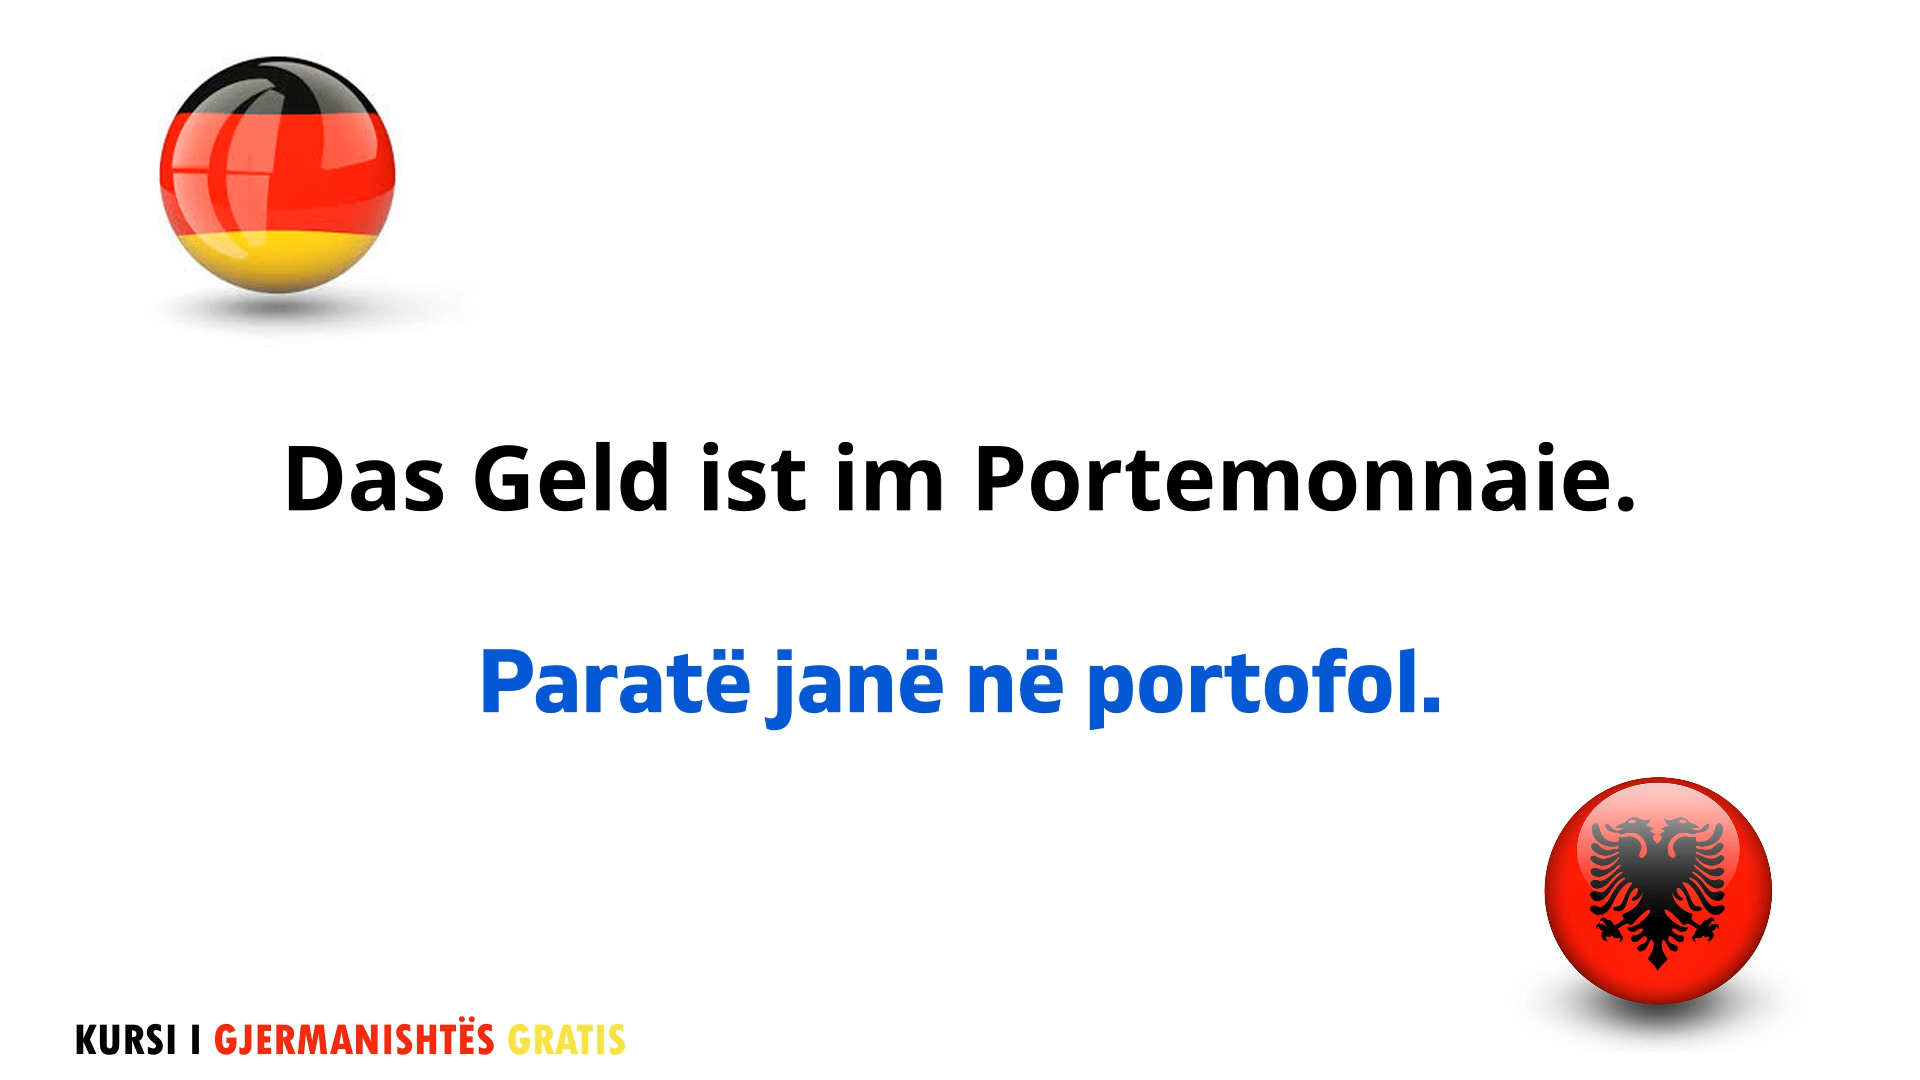 Das Geld ist im Portemonnaie.
Paratë janë në portofol.
KURSI I GJERMANISHTËS GRATIS